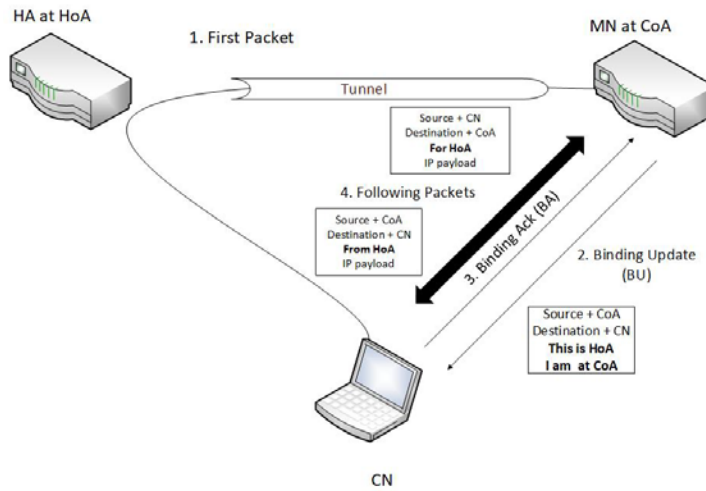 HA at HoA
1. First Packet
MN at CoA
Tunnel
Source + CN
Destination + CoA
For HoA
IP payload
4. Following Packets
Source + CoA
Destination + CN
From HoA
IP payload
3. Binding Ack (BA)
2. Binding Update
(BU)
Source + CoA
Destination + CN
This is HoA
I am at CoA
CN